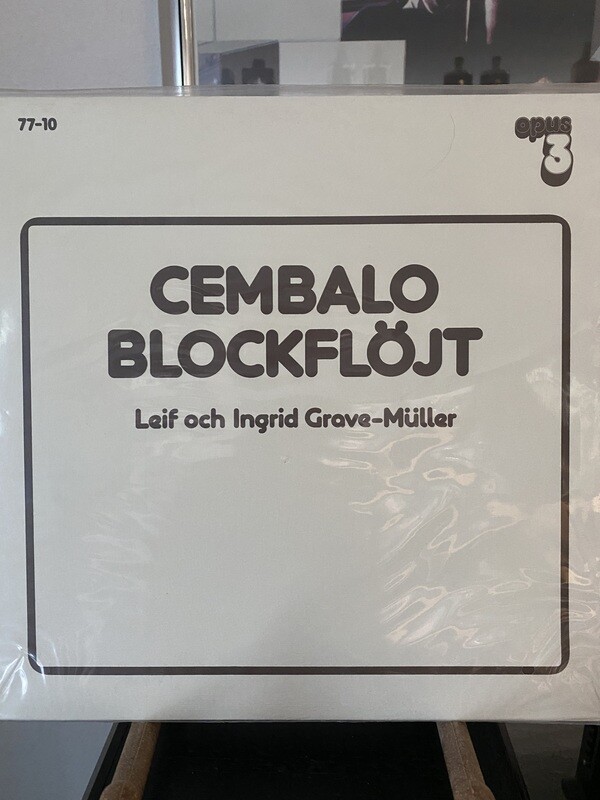 77-10
opus
3
CEMBALO
BLOCKFLÖJT
Leif och Ingrid Grave-Müller